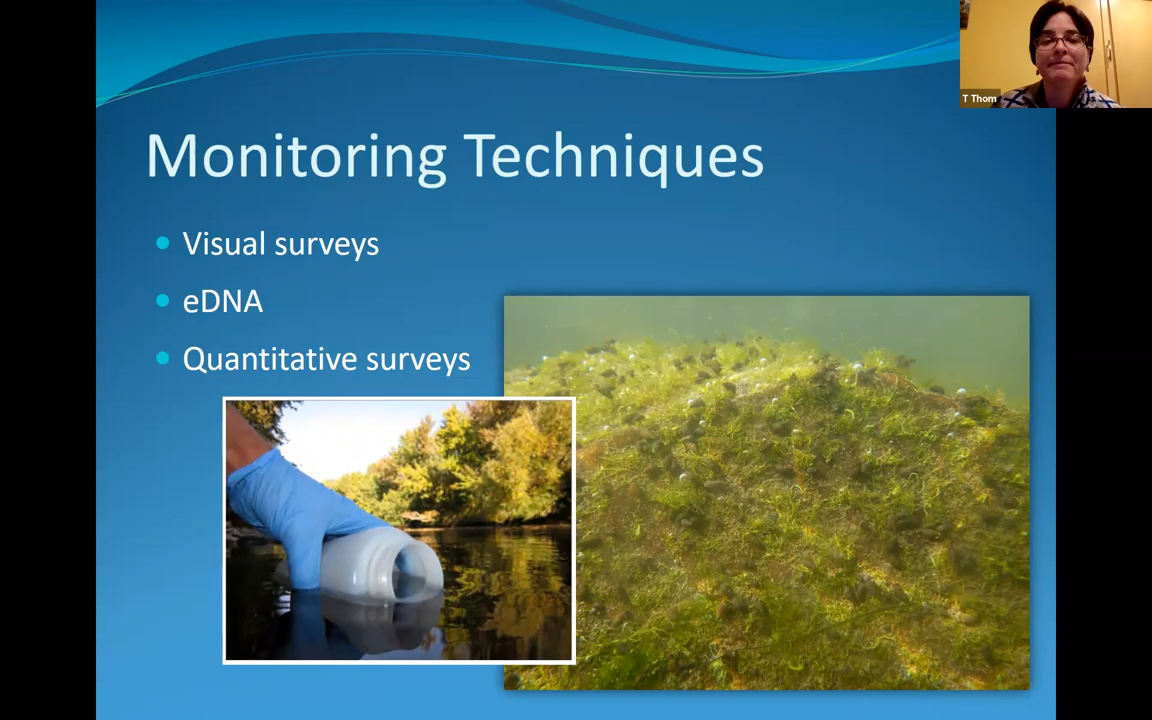 T Thom
Monitoring Techniques
Visual surveys
eDNA
Quantitative surveys